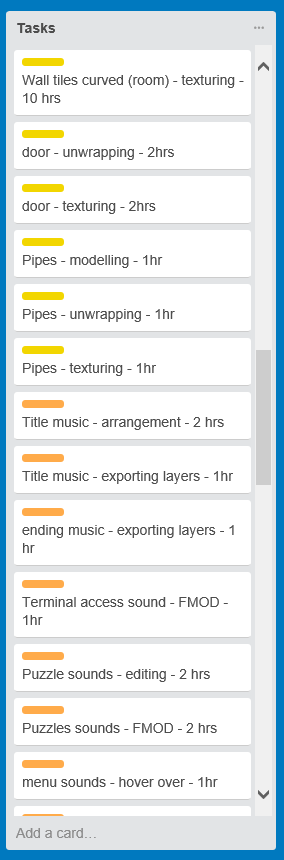 Tasks
Wall tiles curved (room) - texturing -
10 hrs
door - unwrapping - 2hrs
door - texturing - 2hrs
Pipes - modelling - 1hr
Pipes - unwrapping - 1hr
Pipes - texturing - 1hr
Title music - arrangement - 2 hrs
Title music - exporting layers - 1hr
ending music - exporting layers - 1
hr
Terminal access sound - FMOD -
1hr
Puzzle sounds - editing - 2 hrs
Puzzles sounds - FMOD - 2 hrs
menu sounds - hover over - 1hr
Add a card...